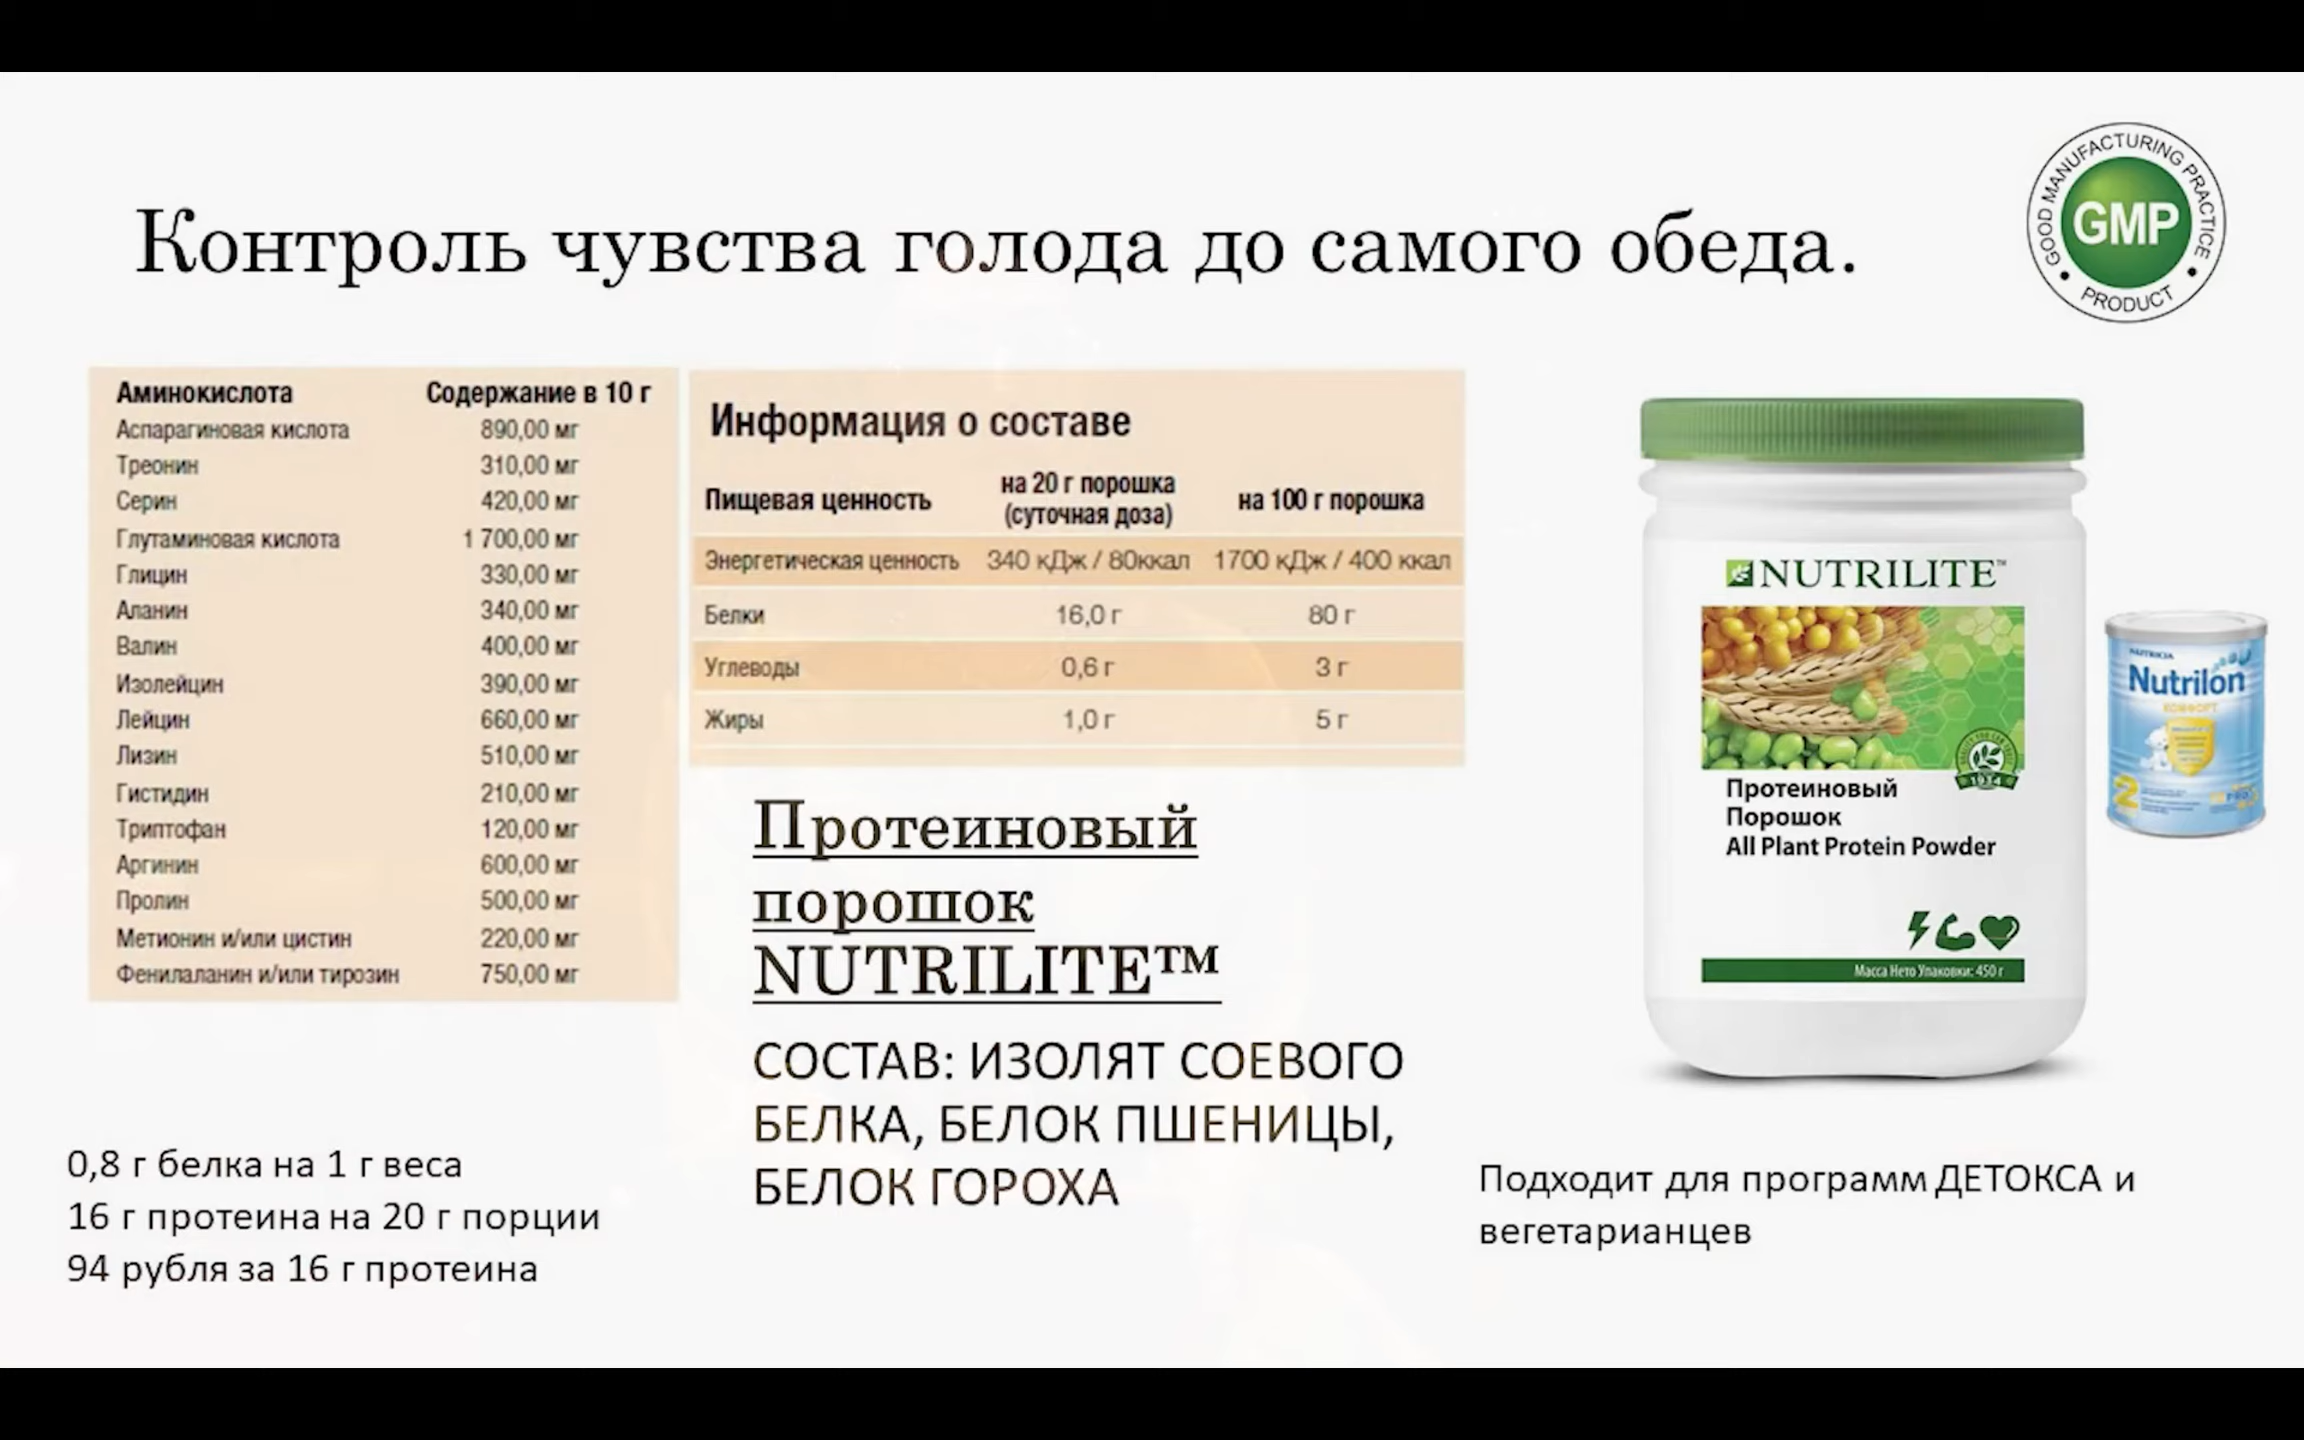 Контроль чувства голода до самого обеда.
GOOD MANUFACTURING PRACTICE
GMP
PRODUCT
Аминокислота Содержание в 10 г
Аспарагиновая кислота 890,00 мг
Треонин 310,00 мг
Серин 420,00 мг
Глутаминовая кислота 1 700,00 мг
Глицин 330,00 мг
Аланин 340,00 мг
Валин 400,00 мг
Изолейцин 390,00 мг
Лейцин 660,00 мг
Лизин 510,00 мг
Гистидин 210,00 мг
Триптофан 120,00 мг
Аргинин 600,00 мг
Пролин 500,00 мг
Метионин и/или цистин 220,00 мг
Фенилаланин и/или тирозин 750,00 мг
Информация о составе
Пищевая ценность на 20 г порошка (суточная доза) на 100 г порошка
Энергетическая ценность 340 кДж / 80ккал 1700 кДж / 400 ккал
Белки 16,0 г 80 г
Углеводы 0,6 г 3 г
Жиры 1,0 г 5 г
Протеиновый
порошок
NUTRILITE™
СОСТАВ: ИЗОЛЯТ СОЕВОГО
БЕЛКА, БЕЛОК ПШЕНИЦЫ,
БЕЛОК ГОРОХА
0,8 г белка на 1 г веса
16 г протеина на 20 г порции
94 рубля за 16 г протеина
NUTRILITE™
1934
Протеиновый
Порошок
All Plant Protein Powder
Масса Нето Упаковки: 450 г
NUTRICIA
Nutrilon
КОМФОРТ
2
PRO
Подходит для программ ДЕТОКСА и
вегетарианцев